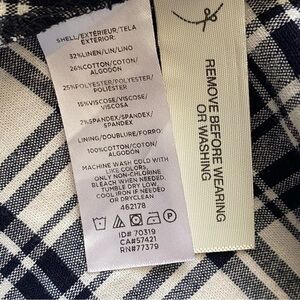 SHELL/EXTÉRIEUR/TELA
EXTERIOR:
32%LINEN/LIN/LINO
26%COTTON/COTON/
ALGODÓN
25%POLYESTER/POLYESTER/
POLIÉSTER
15%VISCOSE/VISCOSE/
VISCOSA
2%SPANDEX/SPANDEX/
SPANDEX
LINING/DOUBLURE/FORRO:
100%COTTON/COTON/
ALGODÓN
MACHINE WASH COLD WITH
LIKE COLORS,
ONLY NON-CHLORINE
BLEACH WHEN NEEDED.
TUMBLE DRY LOW.
COOL IRON IF NEEDED
OR DRYCLEAN.
462178
ID# 70319
CA#57421
RN#77379
REMOVE BEFORE WEARING
OR WASHING